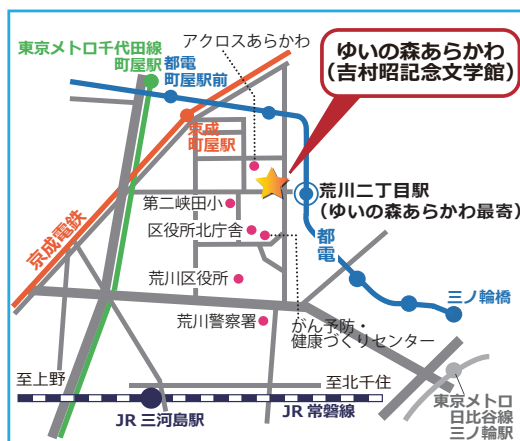 アクロスあらかわ
ゆいの森あらかわ
(吉村昭記念文学館)
東京メトロ千代田線
町屋駅
都電
町屋駅前
京成
町屋駅
荒川二丁目駅
(ゆいの森あらかわ最寄)
第二峡田小
区役所北庁舎
都電
京成電鉄
荒川区役所
三ノ輪橋
荒川警察署
がん予防・
健康づくりセンター
至上野
至北千住
JR 三河島駅
JR 常磐線
東京メトロ
日比谷線
三ノ輪駅